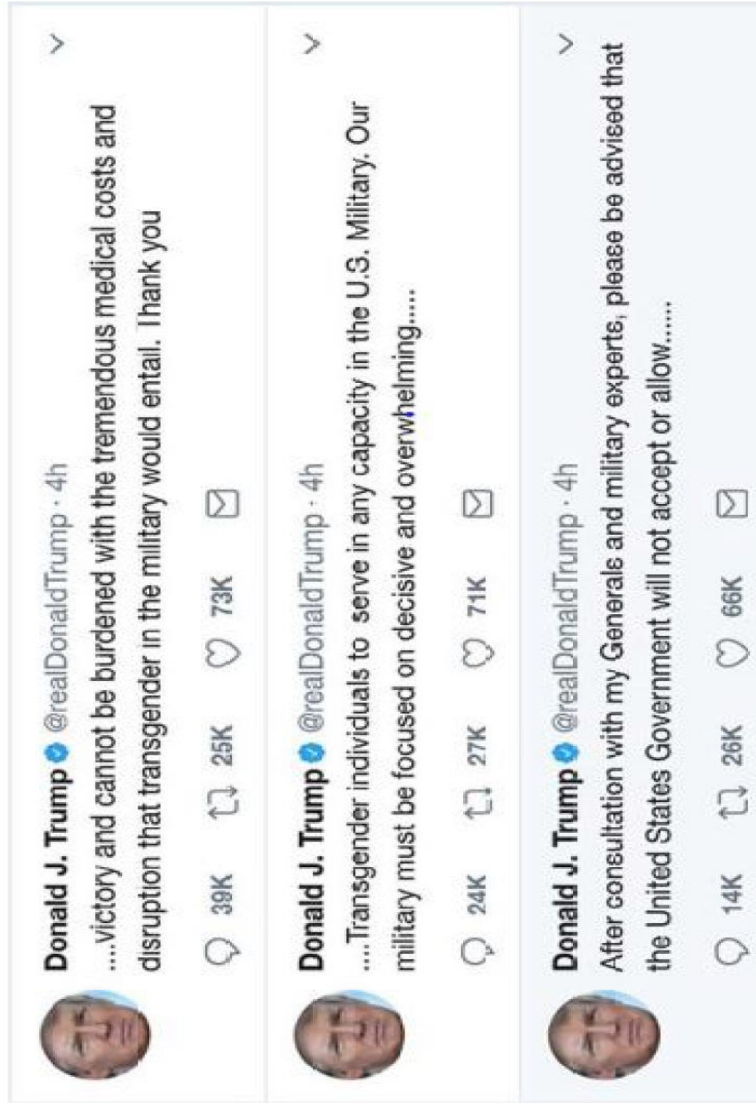 Donald J. Trump @realDonaldTrump · 4h
....victory and cannot be burdened with the tremendous medical costs and
disruption that transgender in the military would entail. Thank you
39K 25K 73K
Donald J. Trump @realDonaldTrump · 4h
....Transgender individuals to serve in any capacity in the U.S. Military. Our
military must be focused on decisive and overwhelming.....
24K 27K 71K
Donald J. Trump @realDonaldTrump · 4h
After consultation with my Generals and military experts, please be advised that
the United States Government will not accept or allow......
14K 26K 66K